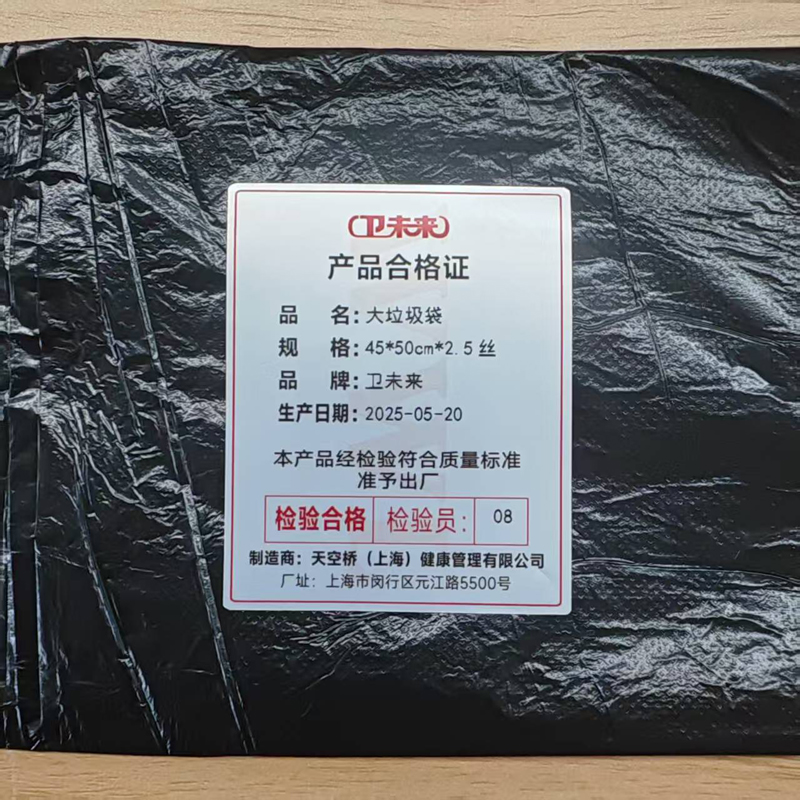 卫未来
产品合格证
品 名：大垃圾袋
规 格：45*50cm*2.5丝
品 牌：卫未来
生产日期：2025-05-20
本产品经检验符合质量标准
准予出厂
检验合格 检验员： 08
制造商：天空桥（上海）健康管理有限公司
厂址：上海市闵行区元江路5500号